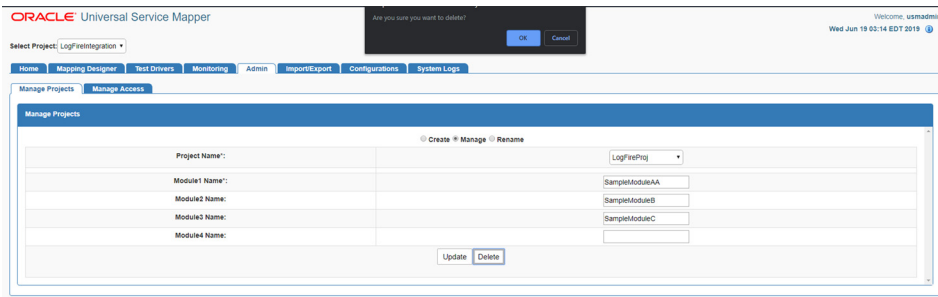 ORACLE Universal Service Mapper
Are you sure you want to delete?
OK Cancel
Welcome, usmadmin
Wed Jun 19 03:14 EDT 2019
Select Project: LogFireIntegration
Home Mapping Designer Test Drivers Monitoring Admin Import/Export Configurations System Logs
Manage Projects Manage Access
Manage Projects
Create Manage Rename
Project Name*: LogFireProj
Module1 Name*: SampleModuleAA
Module2 Name: SampleModuleB
Module3 Name: SampleModuleC
Module4 Name:
Update Delete